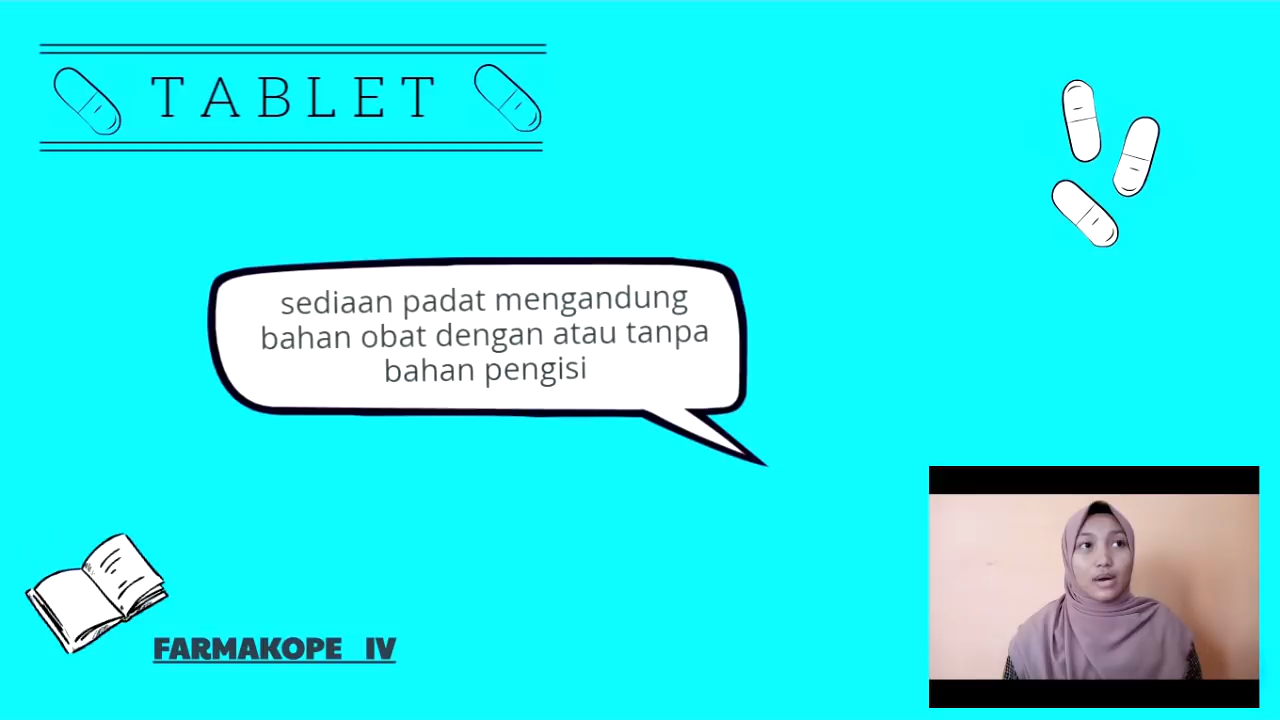 TABLET
sediaan padat mengandung
bahan obat dengan atau tanpa
bahan pengisi
FARMAKOPE IV